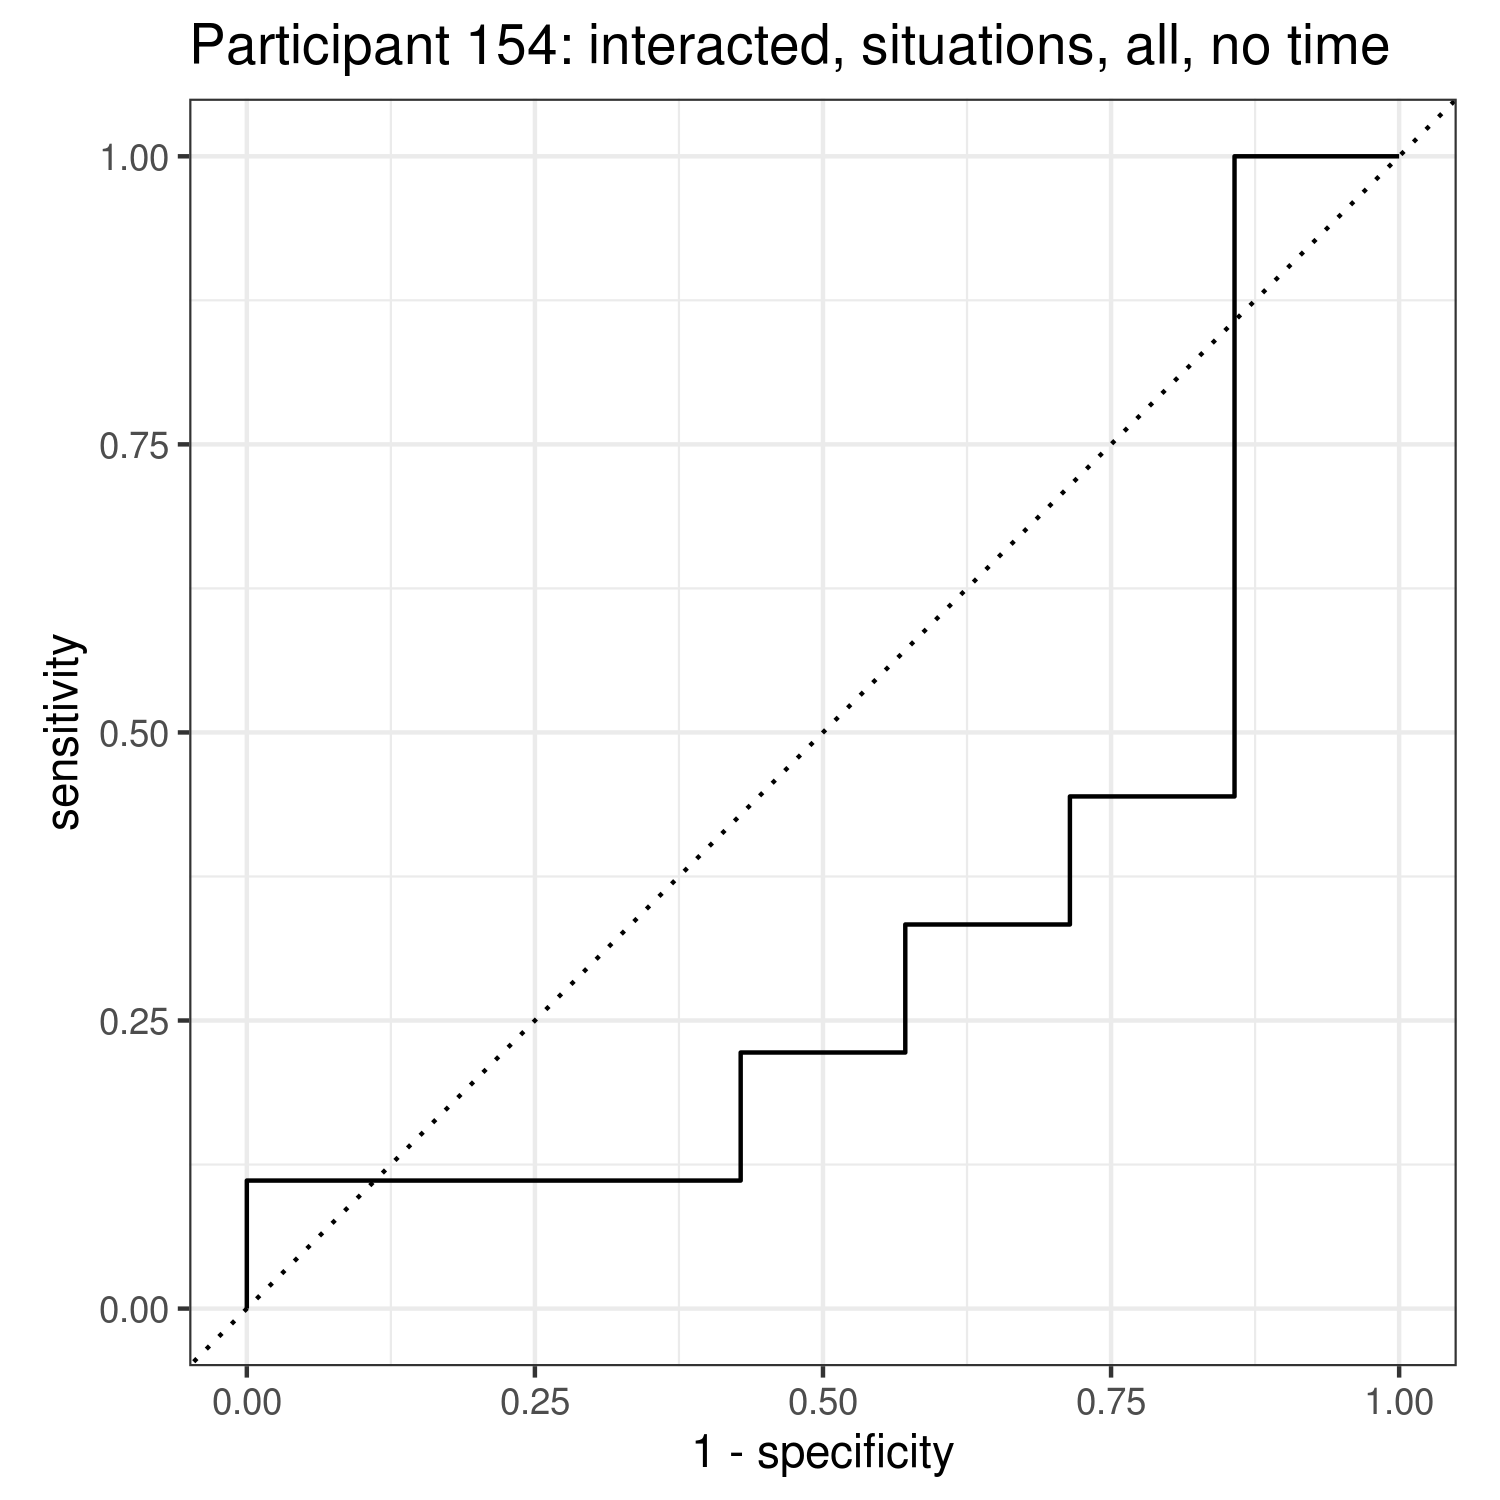 Participant 154: interacted, situations, all, no time
1.00
0.75
0.50
0.25
0.00
sensitivity
0.00 0.25 0.50 0.75 1.00
1 - specificity